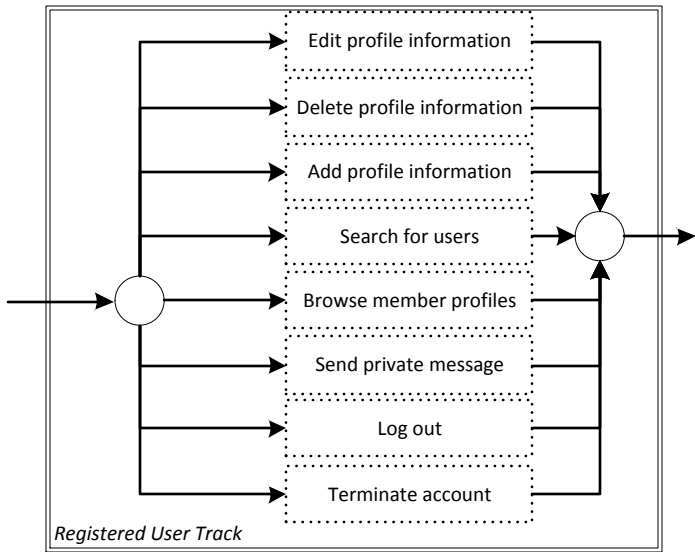 Edit profile information
Delete profile information
Add profile information
Search for users
Browse member profiles
Send private message
Log out
Terminate account
Registered User Track